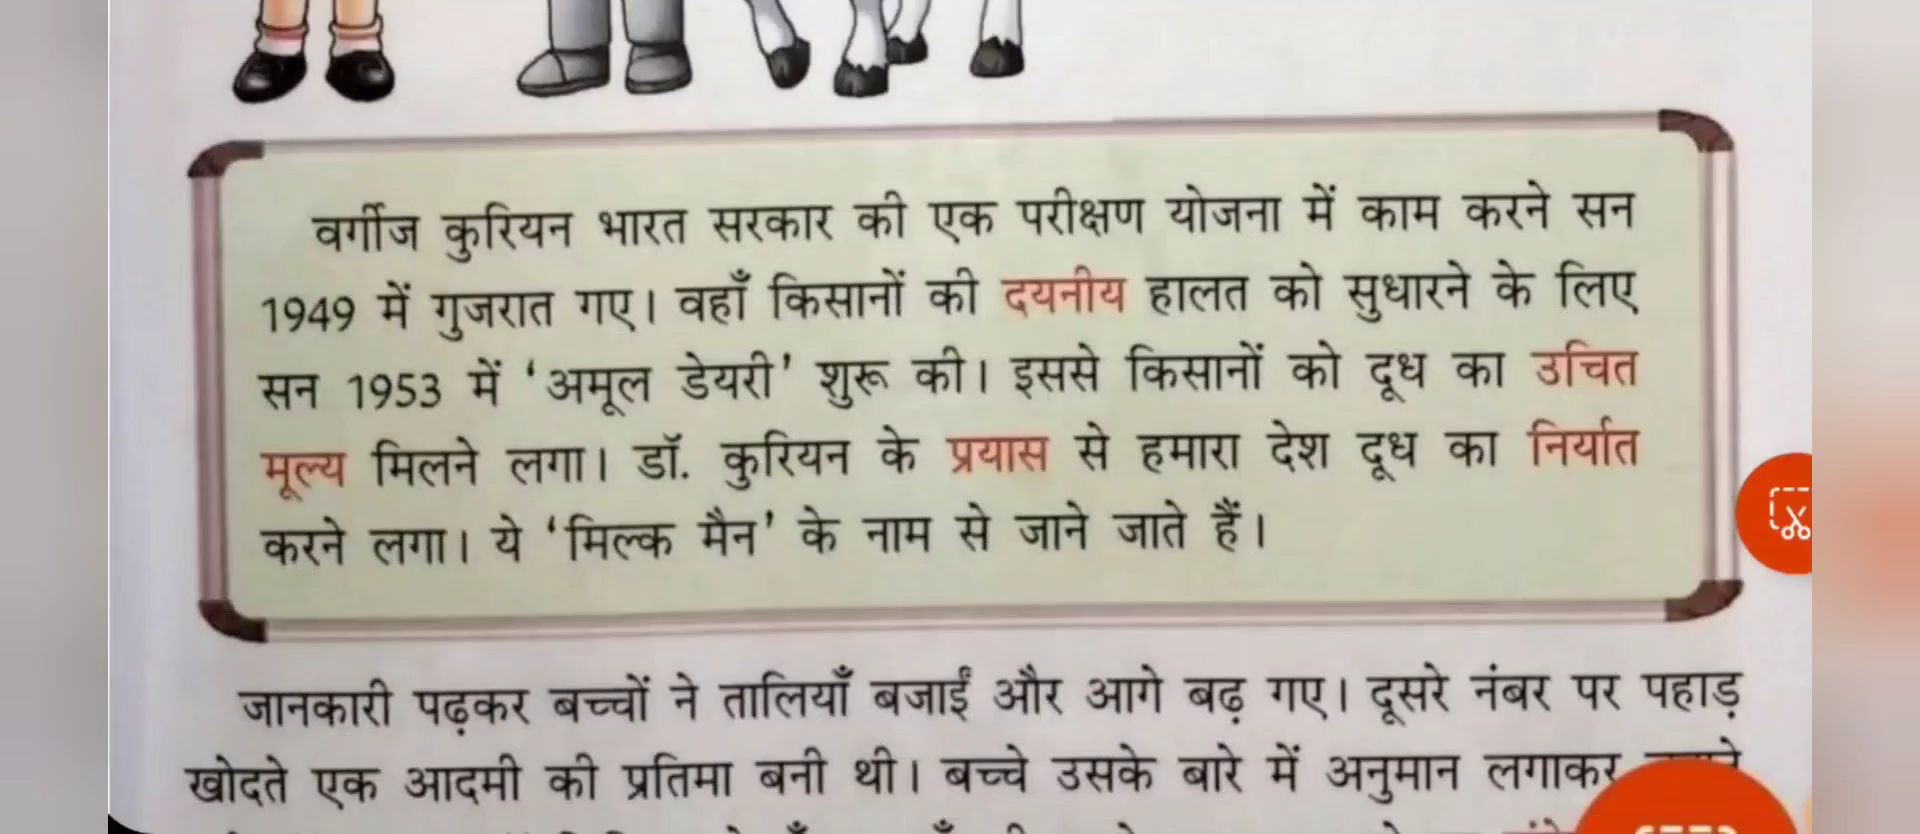 वर्गीज कुरियन भारत सरकार की एक परीक्षण योजना में काम करने सन
1949 में गुजरात गए। वहाँ किसानों की दयनीय हालत को सुधारने के लिए
सन 1953 में ‘अमूल डेयरी’ शुरू की। इससे किसानों को दूध का उचित
मूल्य मिलने लगा। डॉ. कुरियन के प्रयास से हमारा देश दूध का निर्यात
करने लगा। ये ‘मिल्क मैन’ के नाम से जाने जाते हैं।
जानकारी पढ़कर बच्चों ने तालियाँ बजाईं और आगे बढ़ गए। दूसरे नंबर पर पहाड़
खोदते एक आदमी की प्रतिमा बनी थी। बच्चे उसके बारे में अनुमान लगाकर